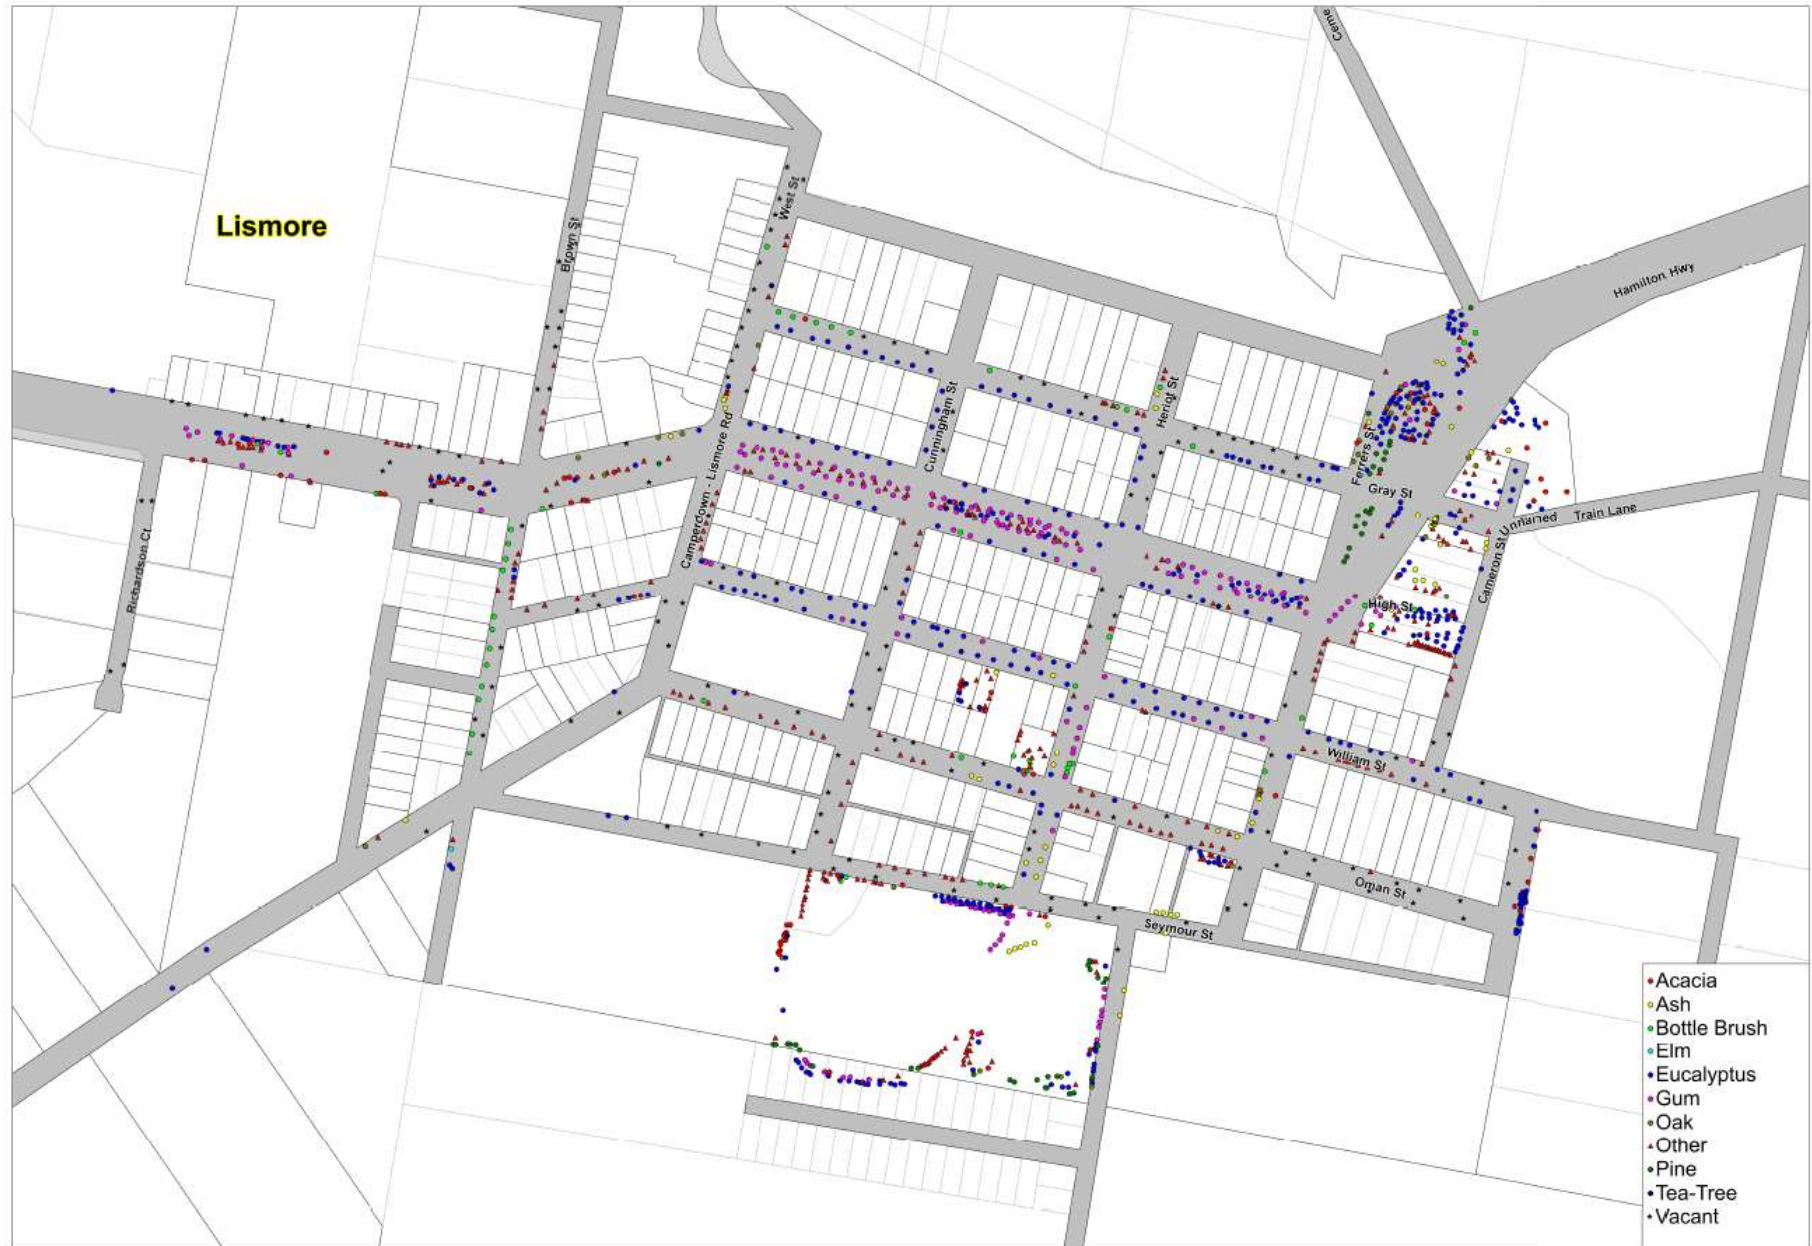 Ceme
West St
Lismore
Brown St
Hamilton Hwy
Cunningham St
Heriot St
Camperdown - Lismore Rd
Ferrers St
Gray St
Unnamed Train Lane
Richardson Ct
Cameron St
High St
William St
Oman St
Seymour St
Acacia
Ash
Bottle Brush
Elm
Eucalyptus
Gum
Oak
Other
Pine
Tea-Tree
Vacant